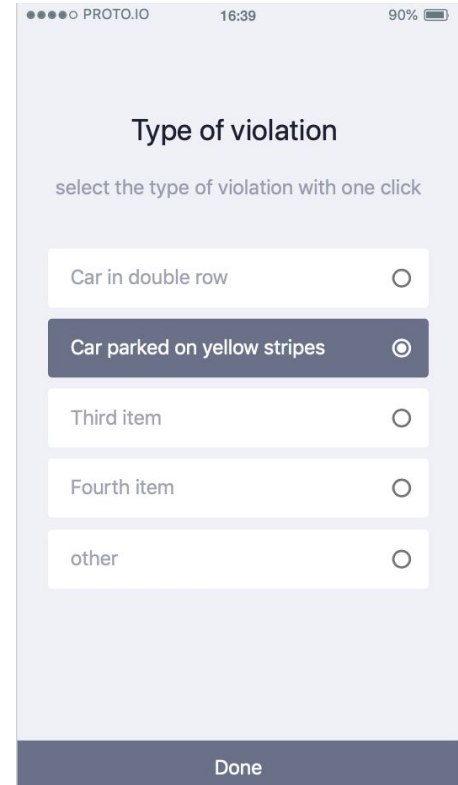 PROTO.IO 16:39 90%
Type of violation
select the type of violation with one click
Car in double row
Car parked on yellow stripes
Third item
Fourth item
other
Done